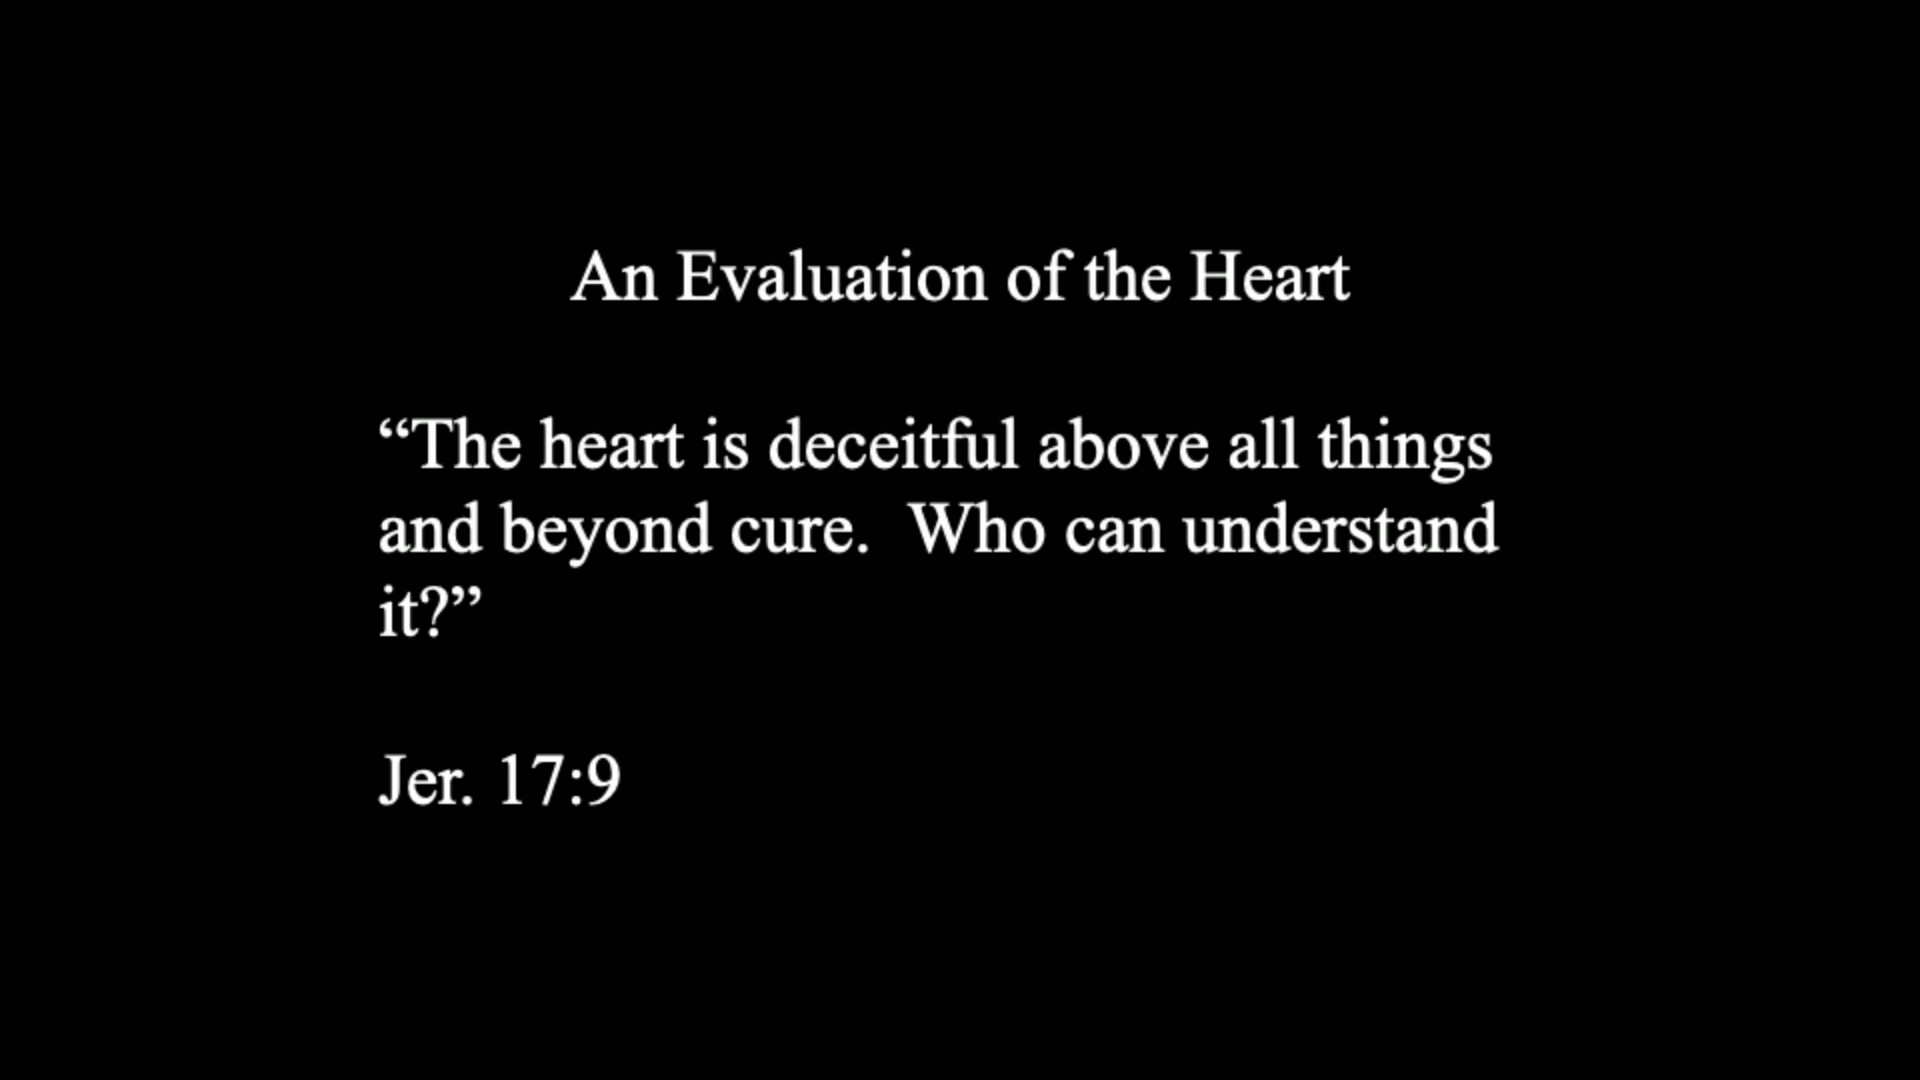 An Evaluation of the Heart
“The heart is deceitful above all things
and beyond cure.  Who can understand
it?”
Jer. 17:9